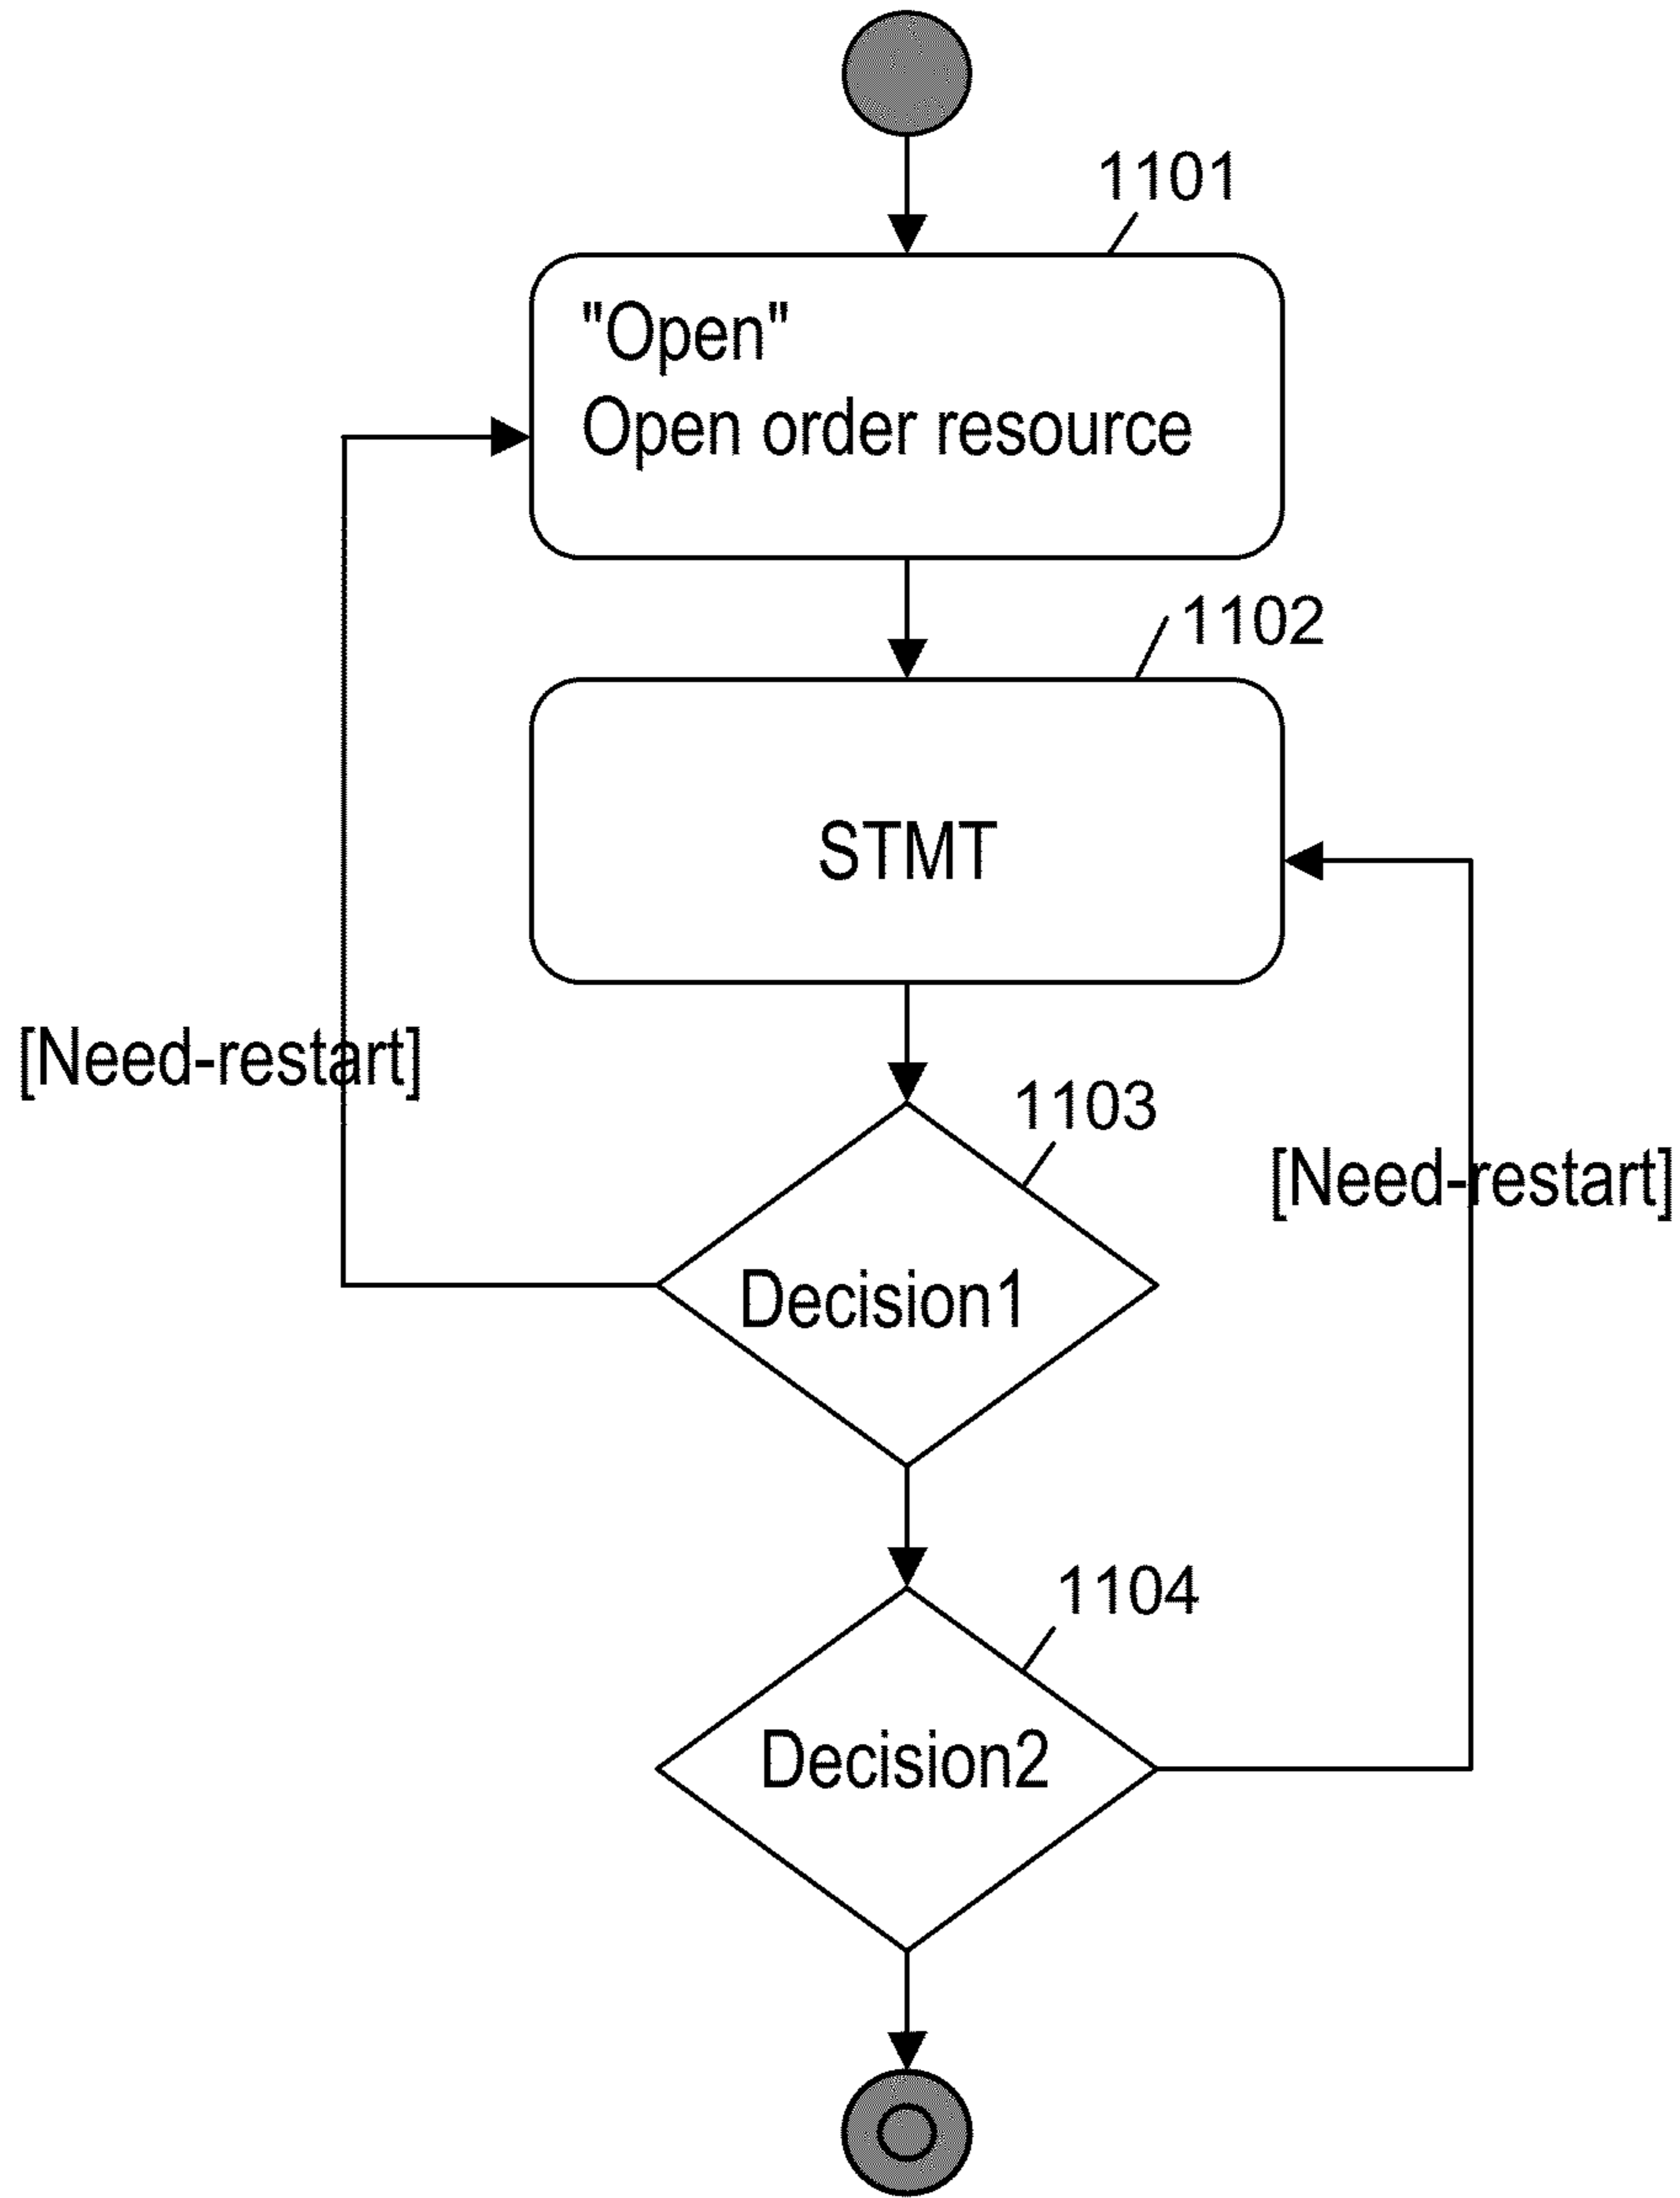 1101
"Open"
Open order resource
1102
STMT
[Need-restart]
1103
[Need-restart]
Decision1
1104
Decision2